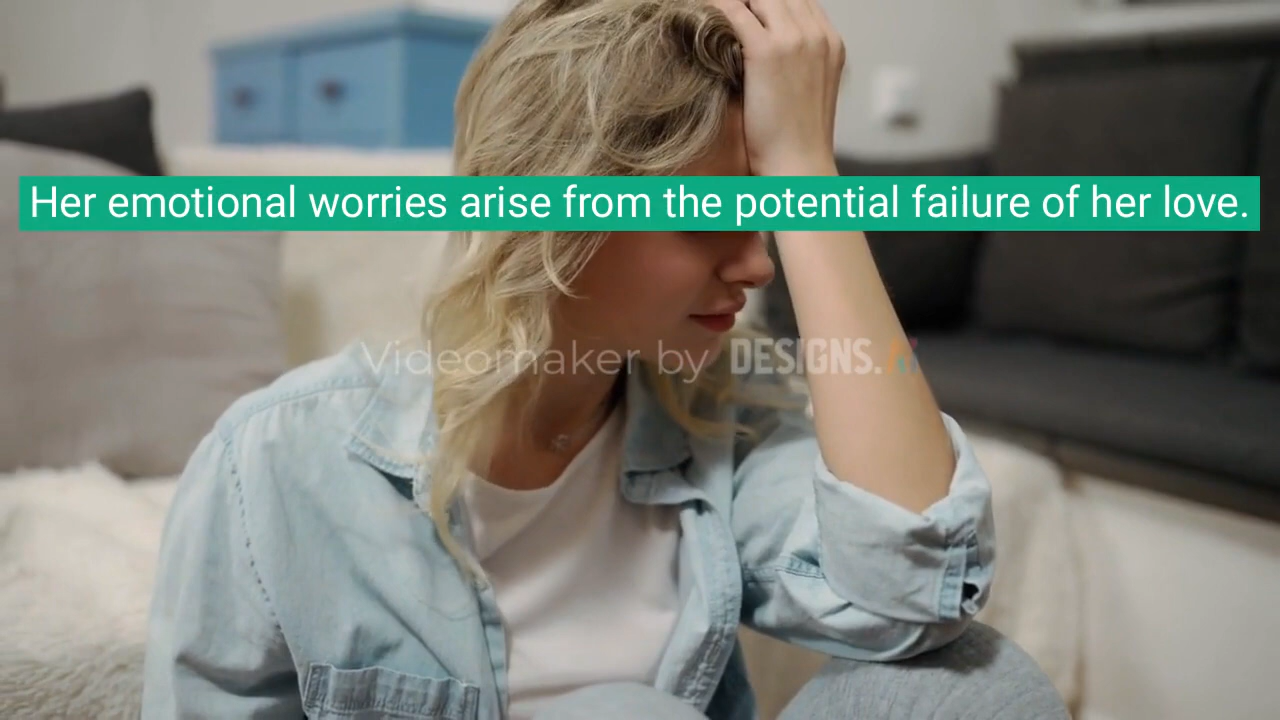 Her emotional worries arise from the potential failure of her love.
Videomaker by DESIGNS.AI